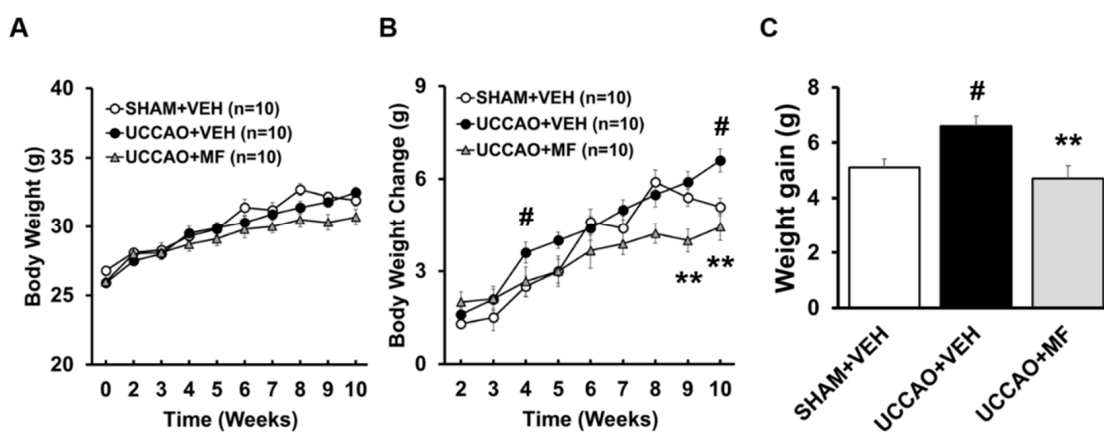 A
B
C
Body Weight (g)
40
35
30
25
20
SHAM+VEH (n=10)
UCCAO+VEH (n=10)
UCCAO+MF (n=10)
0 2 3 4 5 6 7 8 9 10
Time (Weeks)
Body Weight Change (g)
9
6
3
0
SHAM+VEH (n=10)
UCCAO+VEH (n=10)
UCCAO+MF (n=10)
#
#
**
**
2 3 4 5 6 7 8 9 10
Time (Weeks)
Weight gain (g)
8
6
4
2
0
#
**
SHAM+VEH
UCCAO+VEH
UCCAO+MF